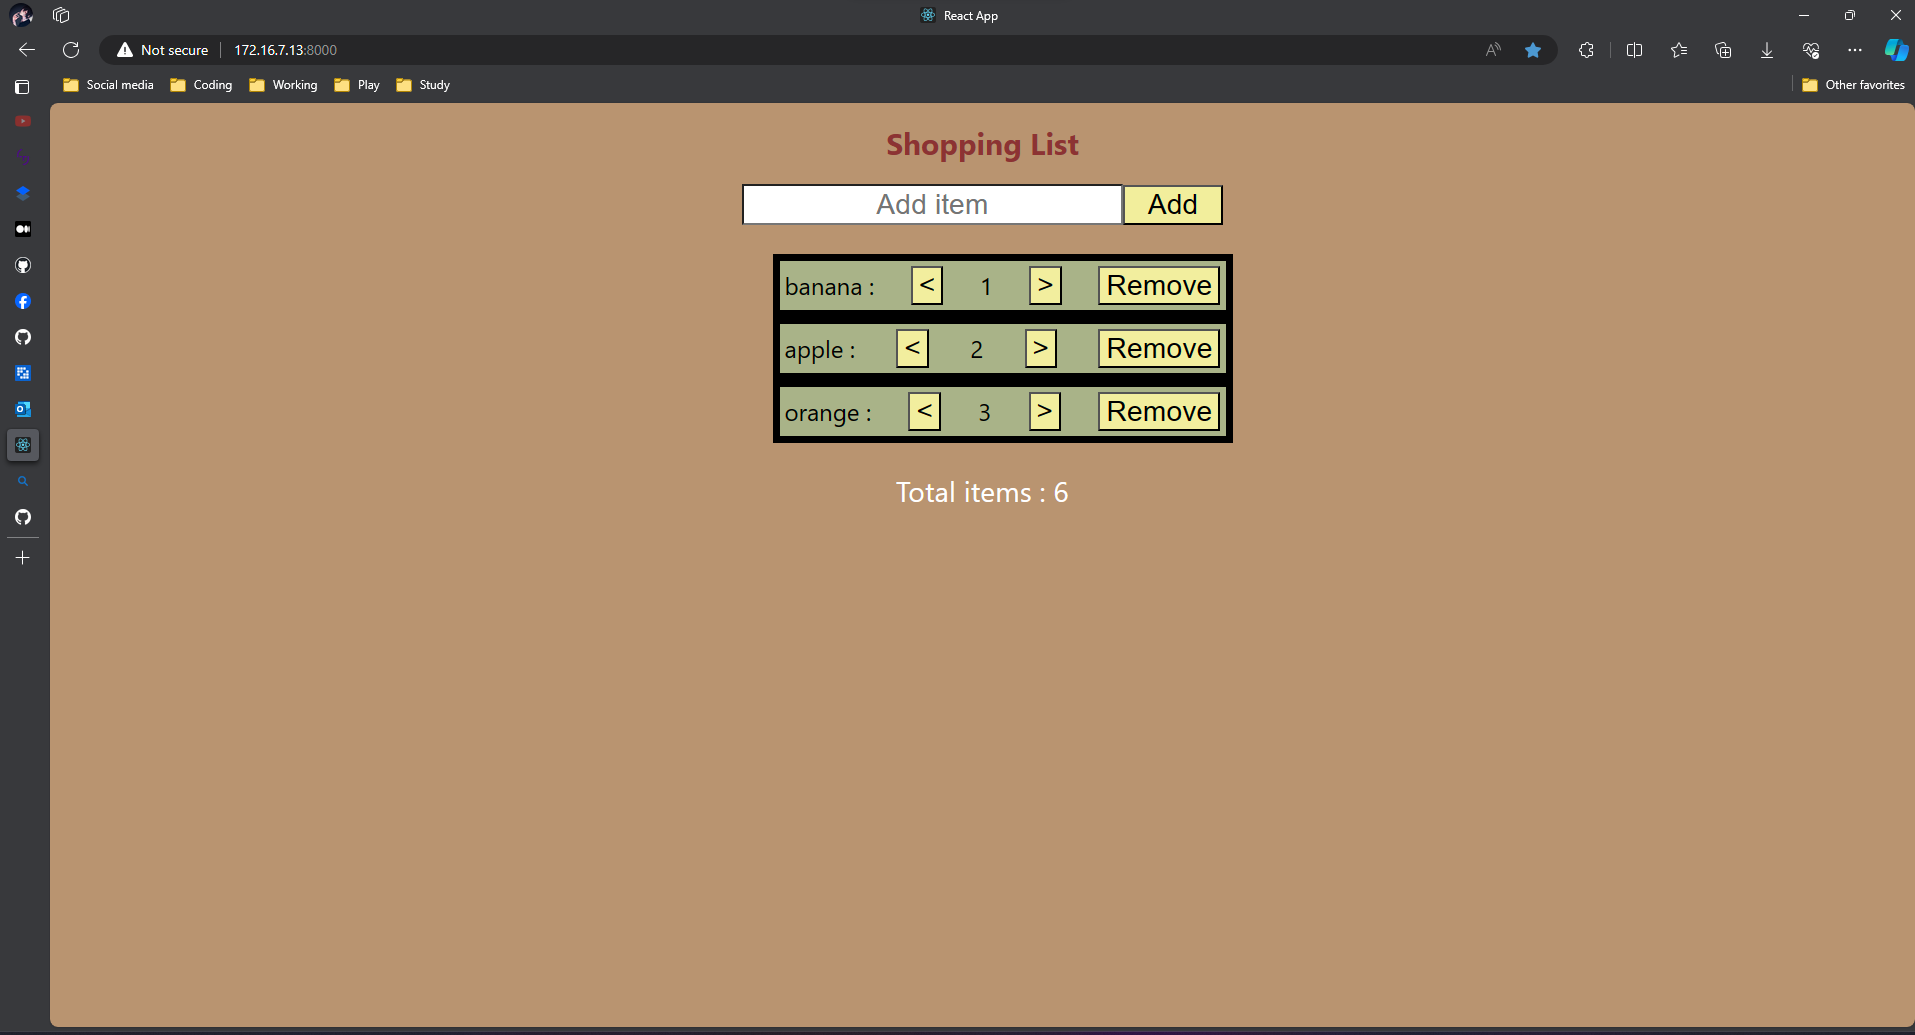 React App
Not secure 172.16.7.13:8000
Social media Coding Working Play Study Other favorites
Shopping List
Add item Add
banana : < 1 > Remove
apple : < 2 > Remove
orange : < 3 > Remove
Total items : 6